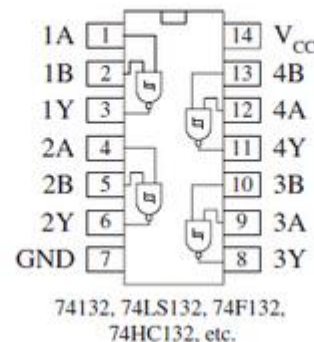 1A 1 14 VCC
1B 2 13 4B
1Y 3 12 4A
2A 4 11 4Y
2B 5 10 3B
2Y 6 9 3A
GND 7 8 3Y
74132, 74LS132, 74F132,
74HC132, etc.